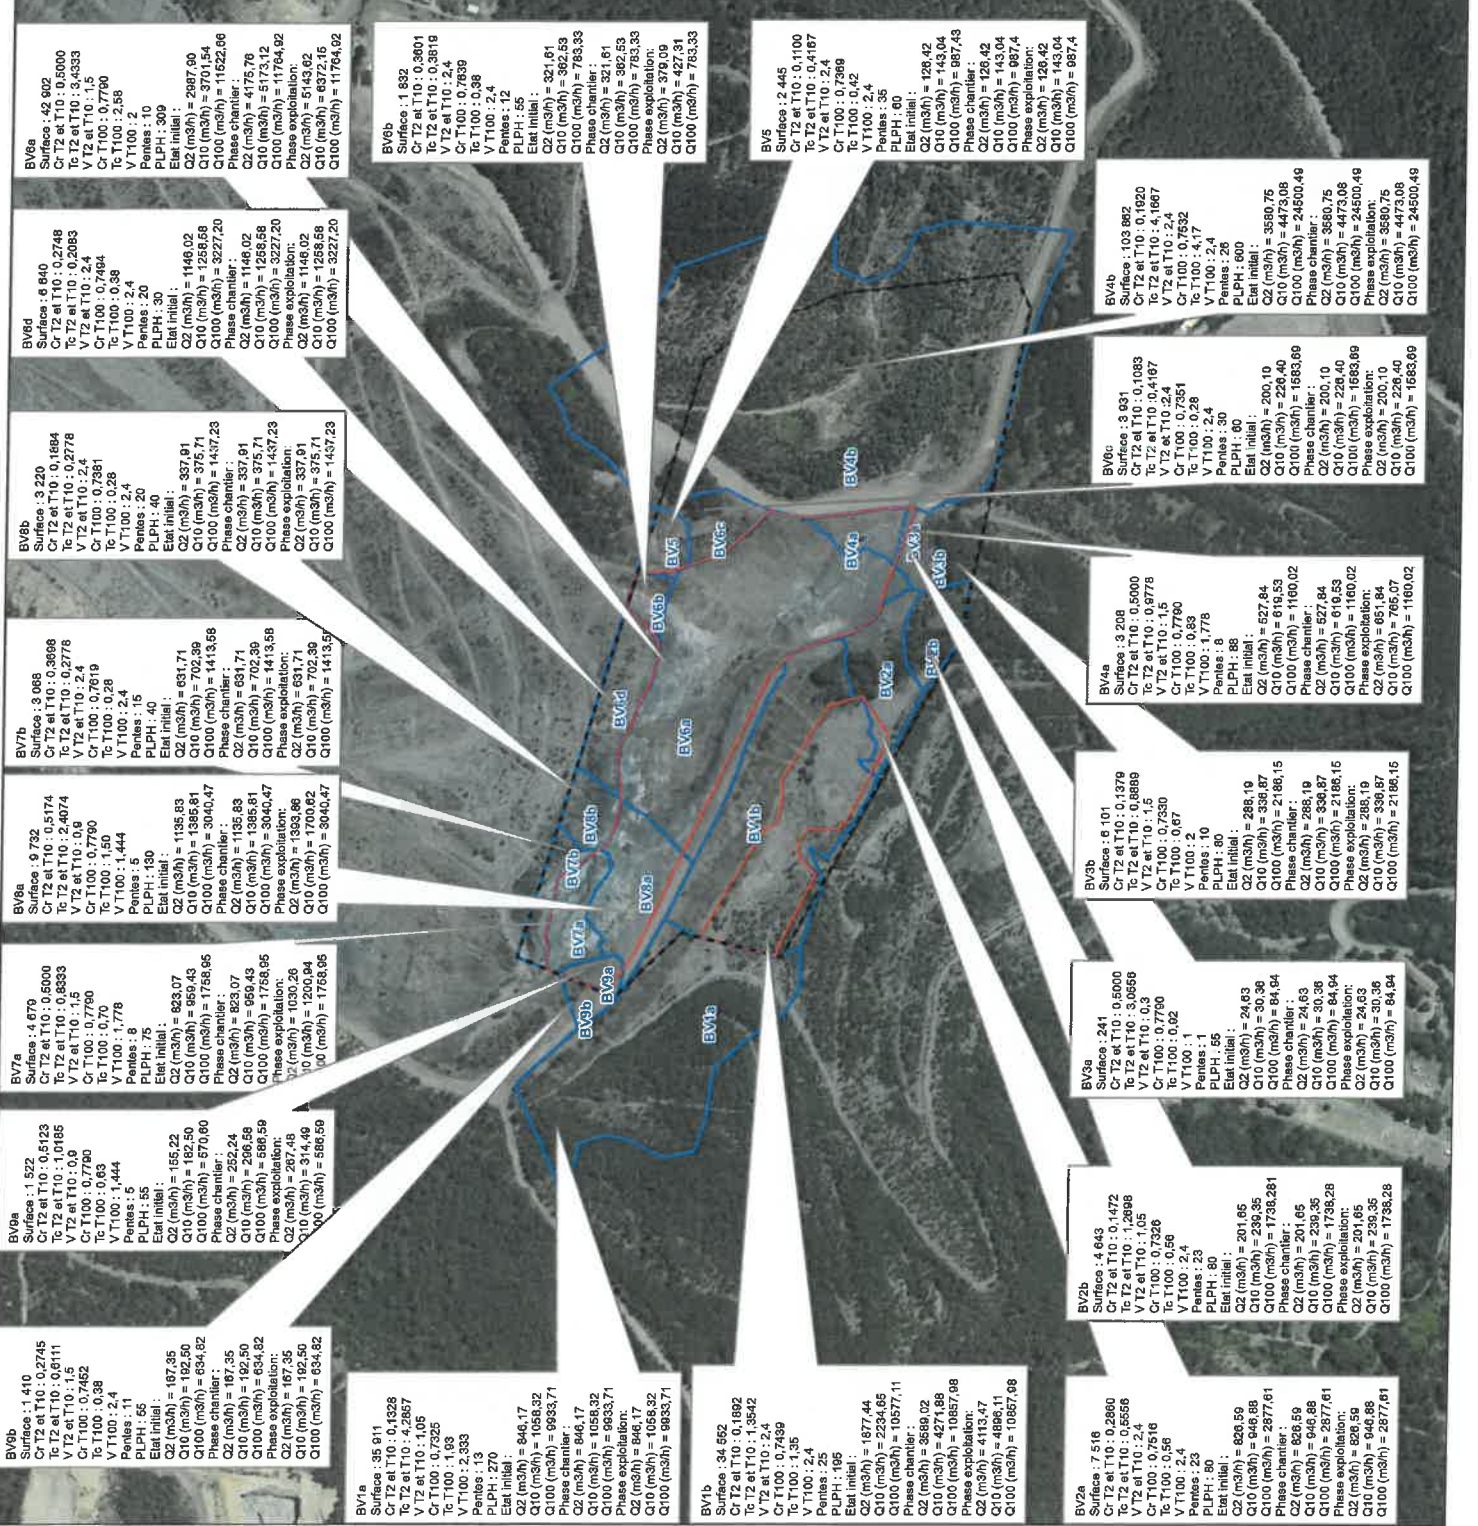 BV9b
Surface : 1 410
Cr T2 et T10 : 0,2745
Tc T2 et T10 : 0,6111
V T2 et T10 : 1,5
Cr T100 : 0,7452
Tc T100 : 0,38
V T100 : 2,4
Pentes : 11
PLPH : 55
Etat initial :
Q2 (m3/h) = 167,35
Q10 (m3/h) = 192,50
Q100 (m3/h) = 634,82
Phase chantier :
Q2 (m3/h) = 167,35
Q10 (m3/h) = 192,50
Q100 (m3/h) = 634,82
Phase exploitation:
Q2 (m3/h) = 167,35
Q10 (m3/h) = 192,50
Q100 (m3/h) = 634,82
BV9a
Surface : 1 522
Cr T2 et T10 : 0,5123
Tc T2 et T10 : 1,0185
V T2 et T10 : 0,9
Cr T100 : 0,7790
Tc T100 : 0,63
V T100 : 1,444
Pentes : 5
PLPH : 55
Etat initial :
Q2 (m3/h) = 155,22
Q10 (m3/h) = 182,50
Q100 (m3/h) = 570,60
Phase chantier :
Q2 (m3/h) = 252,24
Q10 (m3/h) = 296,58
Q100 (m3/h) = 586,59
Phase exploitation:
Q2 (m3/h) = 267,48
Q10 (m3/h) = 314,49
Q100 (m3/h) = 586,59
BV7a
Surface : 4 679
Cr T2 et T10 : 0,5000
Tc T2 et T10 : 0,8333
V T2 et T10 : 1,5
Cr T100 : 0,7790
Tc T100 : 0,70
V T100 : 1,778
Pentes : 8
PLPH : 75
Etat initial :
Q2 (m3/h) = 823,07
Q10 (m3/h) = 959,43
Q100 (m3/h) = 1758,95
Phase chantier :
Q2 (m3/h) = 823,07
Q10 (m3/h) = 959,43
Q100 (m3/h) = 1758,95
Phase exploitation:
Q2 (m3/h) = 1030,26
Q10 (m3/h) = 1200,94
Q100 (m3/h) = 1758,95
BV8a
Surface : 9 732
Cr T2 et T10 : 0,5174
Tc T2 et T10 : 2,4074
V T2 et T10 : 0,9
Cr T100 : 0,7790
Tc T100 : 1,50
V T100 : 1,444
Pentes : 5
PLPH : 130
Etat initial :
Q2 (m3/h) = 1135,83
Q10 (m3/h) = 1385,81
Q100 (m3/h) = 3040,47
Phase chantier :
Q2 (m3/h) = 1135,83
Q10 (m3/h) = 1385,81
Q100 (m3/h) = 3040,47
Phase exploitation :
Q2 (m3/h) = 1393,86
Q10 (m3/h) = 1700,62
Q100 (m3/h) = 3040,47
BV7b
Surface : 3 068
Cr T2 et T10 : 0,3698
Tc T2 et T10 : 0,2778
V T2 et T10 : 2,4
Cr T100 : 0,7619
Tc T100 : 0,28
V T100 : 2,4
Pentes : 15
PLPH : 40
Etat initial :
Q2 (m3/h) = 631,71
Q10 (m3/h) = 702,39
Q100 (m3/h) = 1413,58
Phase chantier :
Q2 (m3/h) = 631,71
Q10 (m3/h) = 702,39
Q100 (m3/h) = 1413,58
Phase exploitation:
Q2 (m3/h) = 631,71
Q10 (m3/h) = 702,39
Q100 (m3/h) = 1413,5
BV8b
Surface : 3 220
Cr T2 et T10 : 0,1884
Tc T2 et T10 : 0,2778
V T2 et T10 : 2,4
Cr T100 : 0,7381
Tc T100 : 0,28
V T100 : 2,4
Pentes : 20
PLPH : 40
Etat initial :
Q2 (m3/h) = 337,91
Q10 (m3/h) = 375,71
Q100 (m3/h) = 1437,23
Phase chantier :
Q2 (m3/h) = 337,91
Q10 (m3/h) = 375,71
Q100 (m3/h) = 1437,23
Phase exploitation:
Q2 (m3/h) = 337,91
Q10 (m3/h) = 375,71
Q100 (m3/h) = 1437,23
BV6d
Surface : 6 640
Cr T2 et T10 : 0,2748
Tc T2 et T10 : 0,2083
V T2 et T10 : 2,4
Cr T100 : 0,7494
Tc T100 : 0,38
V T100 : 2,4
Pentes : 20
PLPH : 30
Etat initial :
Q2 (m3/h) = 1146,02
Q10 (m3/h) = 1258,58
Q100 (m3/h) = 3227,20
Phase chantier :
Q2 (m3/h) = 1146,02
Q10 (m3/h) = 1258,58
Q100 (m3/h) = 3227,20
Phase exploitation:
Q2 (m3/h) = 1146,02
Q10 (m3/h) = 1258,58
Q100 (m3/h) = 3227,20
BV6a
Surface : 42 902
Cr T2 et T10 : 0,5000
Tc T2 et T10 : 3,4333
V T2 et T10 : 1,5
Cr T100 : 0,7790
Tc T100 : 2,58
V T100 : 2
Pentes : 10
PLPH : 309
Etat initial :
Q2 (m3/h) = 2987,90
Q10 (m3/h) = 3701,54
Q100 (m3/h) = 11522,66
Phase chantier :
Q2 (m3/h) = 4175,76
Q10 (m3/h) = 5173,12
Q100 (m3/h) = 11764,92
Phase exploitation:
Q2 (m3/h) = 5143,62
Q10 (m3/h) = 6372,15
Q100 (m3/h) = 11764,92
BV6b
Surface : 1 832
Cr T2 et T10 : 0,3601
Tc T2 et T10 : 0,3819
V T2 et T10 : 2,4
Cr T100 : 0,7639
Tc T100 : 0,38
V T100 : 2,4
Pentes : 12
PLPH : 55
Etat initial :
Q2 (m3/h) = 321,61
Q10 (m3/h) = 362,53
Q100 (m3/h) = 783,33
Phase chantier :
Q2 (m3/h) = 321,61
Q10 (m3/h) = 362,53
Q100 (m3/h) = 783,33
Phase exploitation:
Q2 (m3/h) = 379,09
Q10 (m3/h) = 427,31
Q100 (m3/h) = 783,33
BV5
Surface : 2 445
Cr T2 et T10 : 0,1100
Tc T2 et T10 : 0,4167
V T2 et T10 : 2,4
Cr T100 : 0,7369
Tc T100 : 0,42
V T100 : 2,4
Pentes : 35
PLPH : 60
Etat initial :
Q2 (m3/h) = 126,42
Q10 (m3/h) = 143,04
Q100 (m3/h) = 987,43
Phase chantier :
Q2 (m3/h) = 126,42
Q10 (m3/h) = 143,04
Q100 (m3/h) = 987,4
Phase exploitation:
Q2 (m3/h) = 126,42
Q10 (m3/h) = 143,04
Q100 (m3/h) = 987,4
BV4b
Surface : 103 862
Cr T2 et T10 : 0,1920
Tc T2 et T10 : 4,1667
V T2 et T10 : 2,4
Cr T100 : 0,7532
Tc T100 : 4,17
V T100 : 2,4
Pentes : 26
PLPH : 600
Etat initial :
Q2 (m3/h) = 3580,75
Q10 (m3/h) = 4473,08
Q100 (m3/h) = 24500,49
Phase chantier :
Q2 (m3/h) = 3580,75
Q10 (m3/h) = 4473,08
Q100 (m3/h) = 24500,49
Phase exploitation:
Q2 (m3/h) = 3580,75
Q10 (m3/h) = 4473,08
Q100 (m3/h) = 24500,49
BV6c
Surface : 3 931
Cr T2 et T10 : 0,1083
Tc T2 et T10 :0,4167
V T2 et T10 :2,4
Cr T100 : 0,7351
Tc T100 : 0,28
V T100 : 2,4
Pentes : 30
PLPH : 60
Etat initial :
Q2 (m3/h) = 200,10
Q10 (m3/h) = 226,40
Q100 (m3/h) = 1583,69
Phase chantier :
Q2 (m3/h) = 200,10
Q10 (m3/h) = 226,40
Q100 (m3/h) = 1583,69
Phase exploitation:
Q2 (m3/h) = 200,10
Q10 (m3/h) = 226,40
Q100 (m3/h) = 1583,69
BV4a
Surface : 3 208
Cr T2 et T10 : 0,5000
Tc T2 et T10 : 0,9778
V T2 et T10 : 1,5
Cr T100 : 0,7790
Tc T100 : 0,83
V T100 : 1,778
Pentes : 8
PLPH : 88
Etat initial :
Q2 (m3/h) = 527,84
Q10 (m3/h) = 619,53
Q100 (m3/h) = 1160,02
Phase chantier :
Q2 (m3/h) = 527,84
Q10 (m3/h) = 619,53
Q100 (m3/h) = 1160,02
Phase exploitation:
Q2 (m3/h) = 651,84
Q10 (m3/h) = 765,07
Q100 (m3/h) = 1160,02
BV3b
Surface : 6 101
Cr T2 et T10 : 0,1379
Tc T2 et T10 : 0,8889
V T2 et T10 : 1,5
Cr T100 : 0,7330
Tc T100 : 0,67
V T100 : 2
Pentes : 10
PLPH : 80
Etat initial :
Q2 (m3/h) = 288,19
Q10 (m3/h) = 336,87
Q100 (m3/h) = 2186,15
Phase chantier :
Q2 (m3/h) = 288,19
Q10 (m3/h) = 336,87
Q100 (m3/h) = 2186,15
Phase exploitation:
Q2 (m3/h) = 288,19
Q10 (m3/h) = 336,87
Q100 (m3/h) = 2186,15
BV3a
Surface : 241
Cr T2 et T10 : 0,5000
Tc T2 et T10 : 3,0556
V T2 et T10 : 0,3
Cr T100 : 0,7790
Tc T100 : 0,92
V T100 : 1
Pentes : 1
PLPH : 55
Etat initial :
Q2 (m3/h) = 24,63
Q10 (m3/h) = 30,36
Q100 (m3/h) = 84,94
Phase chantier :
Q2 (m3/h) = 24,63
Q10 (m3/h) = 30,36
Q100 (m3/h) = 84,94
Phase exploitation:
Q2 (m3/h) = 24,63
Q10 (m3/h) = 30,36
Q100 (m3/h) = 84,94
BV2b
Surface : 4 643
Cr T2 et T10 : 0,1472
Tc T2 et T10 : 1,2698
V T2 et T10 : 1,05
Cr T100 : 0,7326
Tc T100 : 0,56
V T100 : 2,4
Pentes : 23
PLPH : 80
Etat initial :
Q2 (m3/h) = 201,65
Q10 (m3/h) = 239,35
Q100 (m3/h) = 1738,281
Phase chantier :
Q2 (m3/h) = 201,65
Q10 (m3/h) = 239,35
Q100 (m3/h) = 1738,28
Phase exploitation:
Q2 (m3/h) = 201,65
Q10 (m3/h) = 239,35
Q100 (m3/h) = 1738,28
BV1a
Surface : 35 911
Cr T2 et T10 : 0,1328
Tc T2 et T10 : 4,2857
V T2 et T10 : 1,05
Cr T100 : 0,7325
Tc T100 : 1,93
V T100 : 2,333
Pentes : 13
PLPH : 270
Etat initial :
Q2 (m3/h) = 846,17
Q10 (m3/h) = 1058,32
Q100 (m3/h) = 9933,71
Phase chantier :
Q2 (m3/h) = 846,17
Q10 (m3/h) = 1058,32
Q100 (m3/h) = 9933,71
Phase exploitation:
Q2 (m3/h) = 846,17
Q10 (m3/h) = 1058,32
Q100 (m3/h) = 9933,71
BV1b
Surface : 34 552
Cr T2 et T10 : 0,1892
Tc T2 et T10 : 1,3542
V T2 et T10 : 2,4
Cr T100 : 0,7439
Tc T100 : 1,35
V T100 : 2,4
Pentes : 25
PLPH : 195
Etat initial :
Q2 (m3/h) = 1877,44
Q10 (m3/h) = 2234,65
Q100 (m3/h) = 10577,11
Phase chantier :
Q2 (m3/h) = 3589,02
Q10 (m3/h) = 4271,88
Q100 (m3/h) = 10857,98
Phase exploitation:
Q2 (m3/h) = 4113,47
Q10 (m3/h) = 4896,11
Q100 (m3/h) = 10857,98
BV2a
Surface : 7 516
Cr T2 et T10 : 0,2860
Tc T2 et T10 : 0,5556
V T2 et T10 : 2,4
Cr T100 : 0,7516
Tc T100 : 0,56
V T100 : 2,4
Pentes : 23
PLPH : 80
Etat initial :
Q2 (m3/h) = 826,59
Q10 (m3/h) = 946,88
Q100 (m3/h) = 2877,61
Phase chantier :
Q2 (m3/h) = 826,59
Q10 (m3/h) = 946,88
Q100 (m3/h) = 2877,61
Phase exploitation:
Q2 (m3/h) = 826,59
Q10 (m3/h) = 946,88
Q100 (m3/h) = 2877,61
BV9b
BV9a
BV7a
BV7b
BV8b
BV8a
BV6d
BV6a
BV6b
BV5
BV6c
BV4b
BV4a
BV3a
BV3b
BV2b
BV2a
BV1b
BV1a